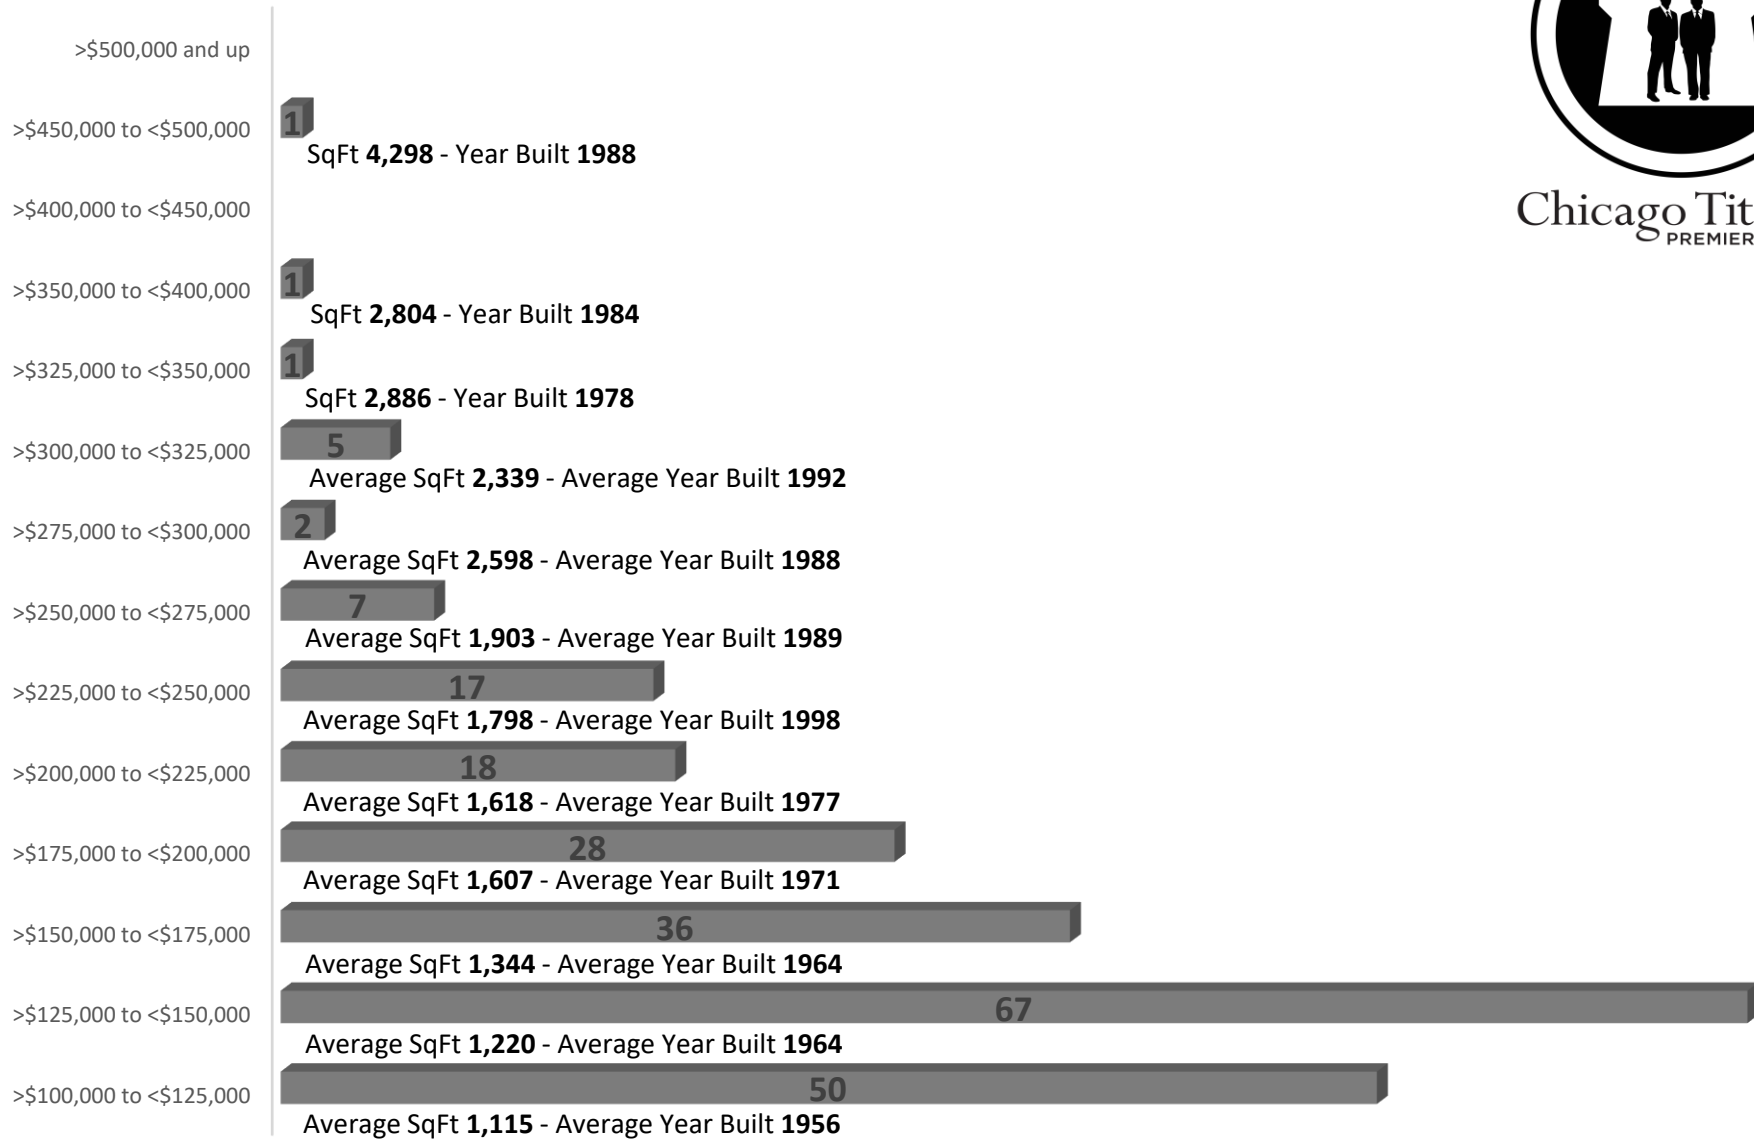 >$500,000 and up
>$450,000 to <$500,000
1
SqFt 4,298 - Year Built 1988
>$400,000 to <$450,000
Chicago Tit
PREMIER
>$350,000 to <$400,000
1
SqFt 2,804 - Year Built 1984
>$325,000 to <$350,000
1
SqFt 2,886 - Year Built 1978
>$300,000 to <$325,000
5
Average SqFt 2,339 - Average Year Built 1992
>$275,000 to <$300,000
2
Average SqFt 2,598 - Average Year Built 1988
>$250,000 to <$275,000
7
Average SqFt 1,903 - Average Year Built 1989
>$225,000 to <$250,000
17
Average SqFt 1,798 - Average Year Built 1998
>$200,000 to <$225,000
18
Average SqFt 1,618 - Average Year Built 1977
>$175,000 to <$200,000
28
Average SqFt 1,607 - Average Year Built 1971
>$150,000 to <$175,000
36
Average SqFt 1,344 - Average Year Built 1964
>$125,000 to <$150,000
67
Average SqFt 1,220 - Average Year Built 1964
>$100,000 to <$125,000
50
Average SqFt 1,115 - Average Year Built 1956